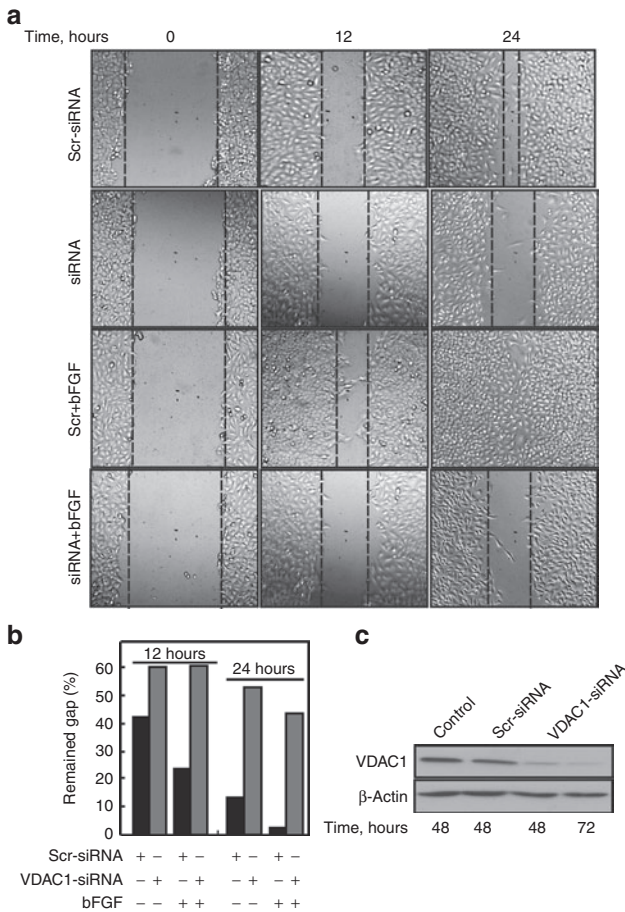 a
Time, hours 0 12 24
Scr-siRNA
siRNA
Scr+bFGF
siRNA+bFGF
b
12 hours
24 hours
Remained gap (%)
60
50
40
30
20
10
0
Scr-siRNA + – + – + – + –
VDAC1-siRNA – + – + – + – +
bFGF – – + + – – + +
c
Control
Scr-siRNA
VDAC1-siRNA
VDAC1
β-Actin
Time, hours 48 48 48 72